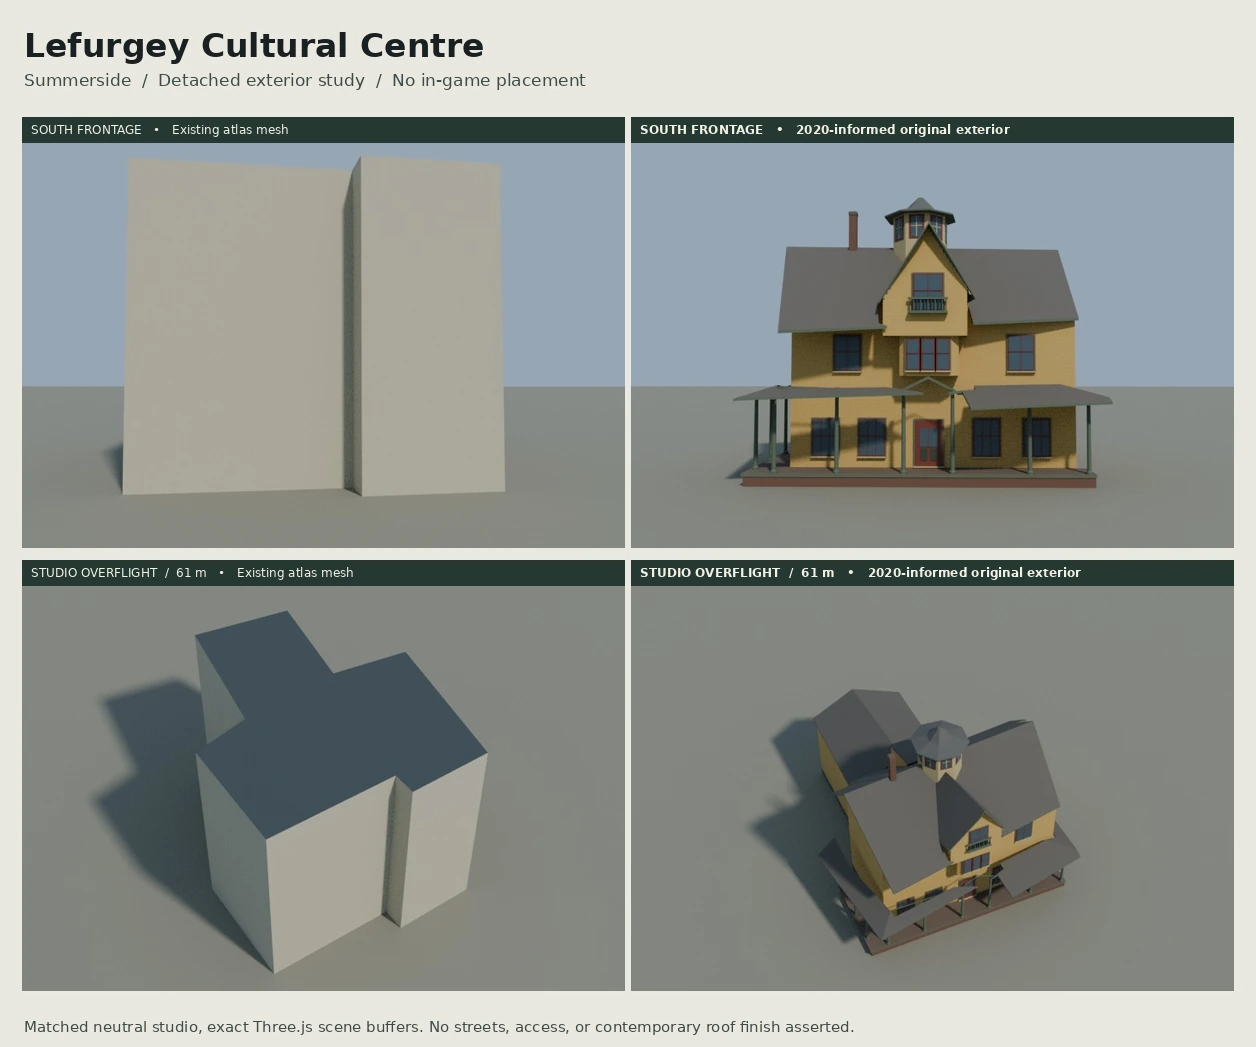 Lefurgey Cultural Centre
Summerside / Detached exterior study / No in-game placement
SOUTH FRONTAGE • Existing atlas mesh
SOUTH FRONTAGE • 2020-informed original exterior
STUDIO OVERFLIGHT / 61 m • Existing atlas mesh
STUDIO OVERFLIGHT / 61 m • 2020-informed original exterior
Matched neutral studio, exact Three.js scene buffers. No streets, access, or contemporary roof finish asserted.